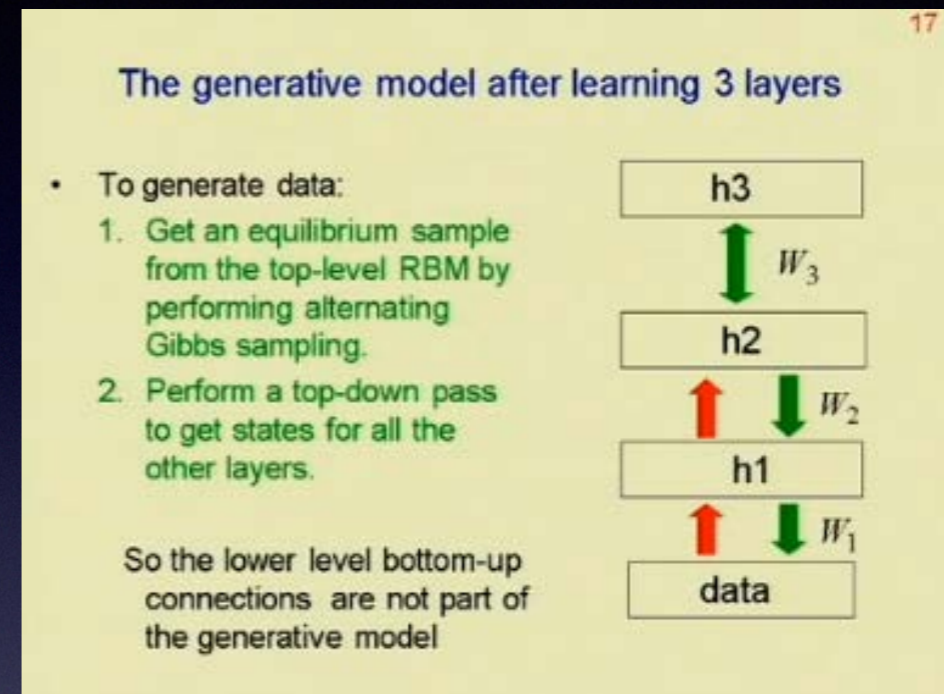 17
The generative model after learning 3 layers
• To generate data:
1. Get an equilibrium sample
from the top-level RBM by
performing alternating
Gibbs sampling.
2. Perform a top-down pass
to get states for all the
other layers.
So the lower level bottom-up
connections are not part of
the generative model
h3
W3
h2
W2
h1
W1
data